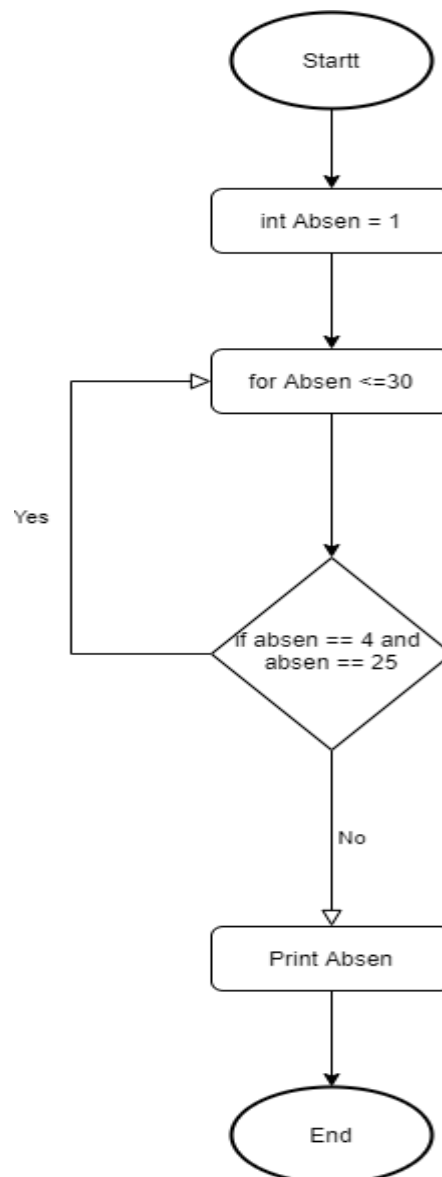 Startt
int Absen = 1
for Absen <=30
Yes
if absen == 4 and
absen == 25
No
Print Absen
End